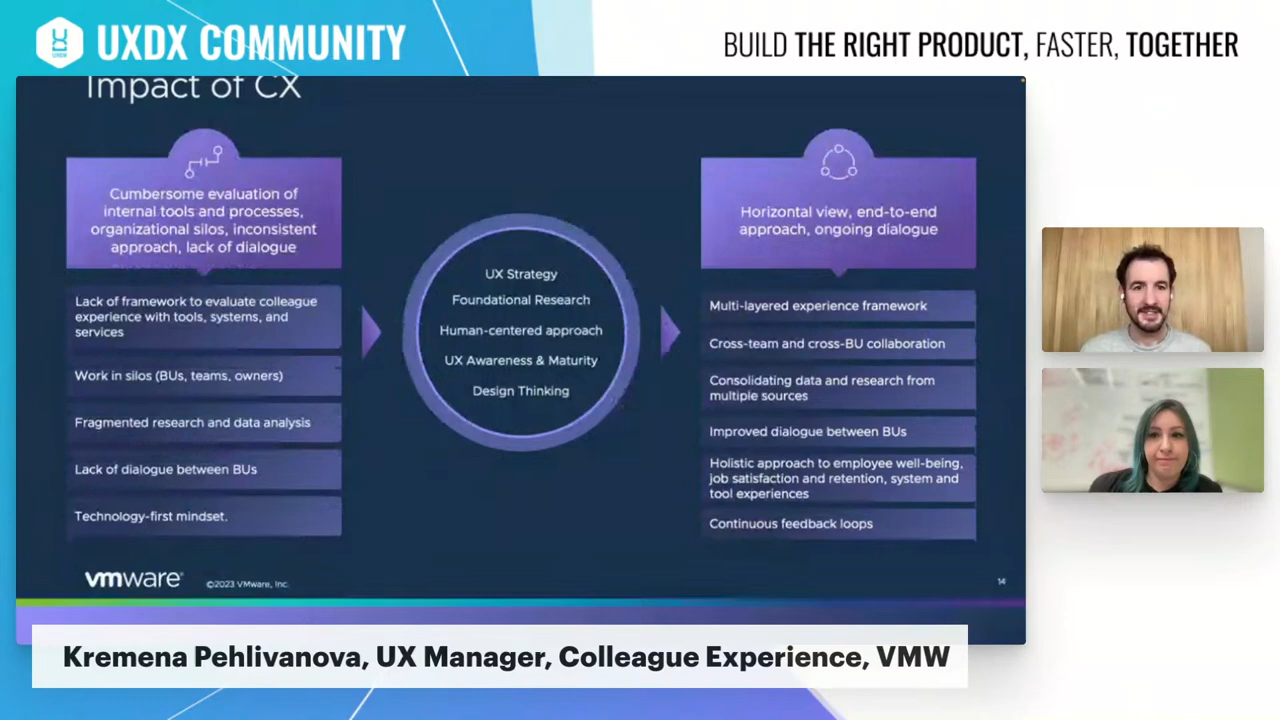 UXDX COMMUNITY
BUILD THE RIGHT PRODUCT, FASTER, TOGETHER
Impact of CX
Cumbersome evaluation of
internal tools and processes,
organizational silos, inconsistent
approach, lack of dialogue
Lack of framework to evaluate colleague
experience with tools, systems, and
services
Work in silos (BUs, teams, owners)
Fragmented research and data analysis
Lack of dialogue between BUs
Technology-first mindset.
UX Strategy
Foundational Research
Human-centered approach
UX Awareness & Maturity
Design Thinking
Horizontal view, end-to-end
approach, ongoing dialogue
Multi-layered experience framework
Cross-team and cross-BU collaboration
Consolidating data and research from
multiple sources
Improved dialogue between BUs
Holistic approach to employee well-being,
job satisfaction and retention, system and
tool experiences
Continuous feedback loops
vmware®
©2023 VMware, Inc.
14
Kremena Pehlivanova, UX Manager, Colleague Experience, VMW